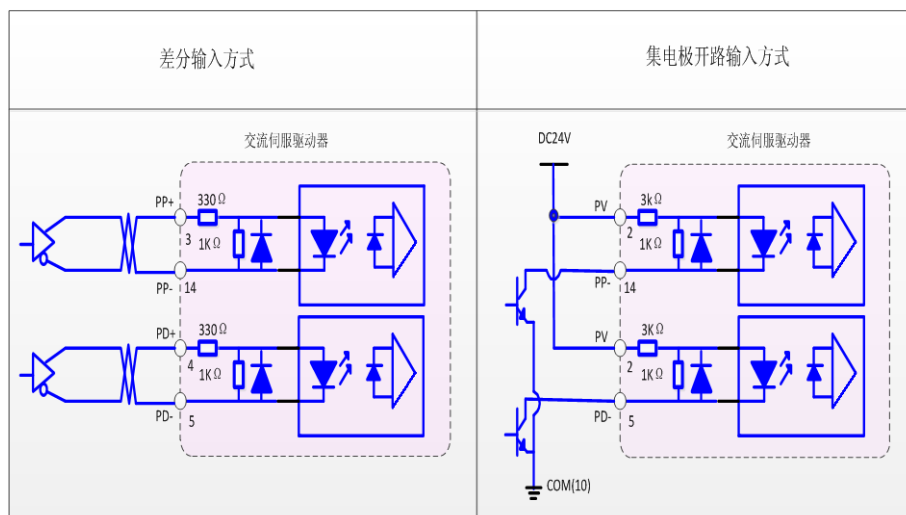 差分输入方式
集电极开路输入方式
交流伺服驱动器
PP+
330Ω
3
1KΩ
PP-
14
PD+
330Ω
4
1KΩ
PD-
5
DC24V
交流伺服驱动器
PV
3kΩ
2
1KΩ
PP-
14
PV
3KΩ
2
1KΩ
PD-
5
COM(10)